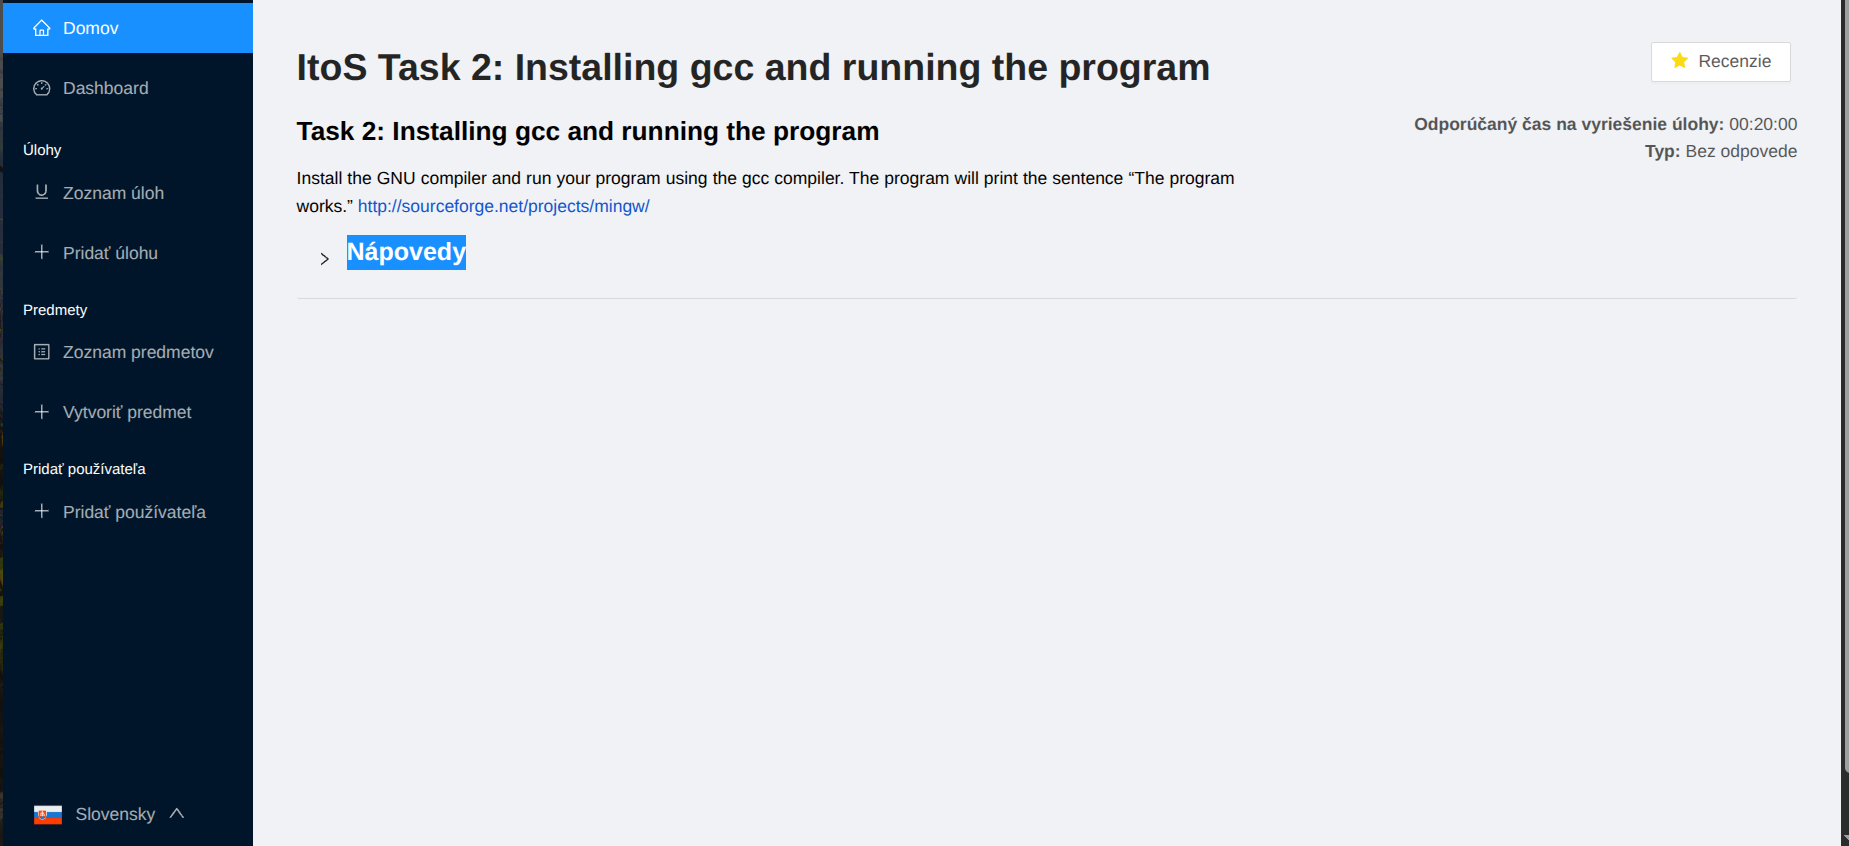 Domov
Dashboard
Úlohy
Zoznam úloh
Pridať úlohu
Predmety
Zoznam predmetov
Vytvoriť predmet
Pridať používateľa
Pridať používateľa
Slovensky
ItoS Task 2: Installing gcc and running the program
Recenzie
Task 2: Installing gcc and running the program
Odporúčaný čas na vyriešenie úlohy: 00:20:00
Typ: Bez odpovede
Install the GNU compiler and run your program using the gcc compiler. The program will print the sentence “The program
works.” http://sourceforge.net/projects/mingw/
Nápovedy